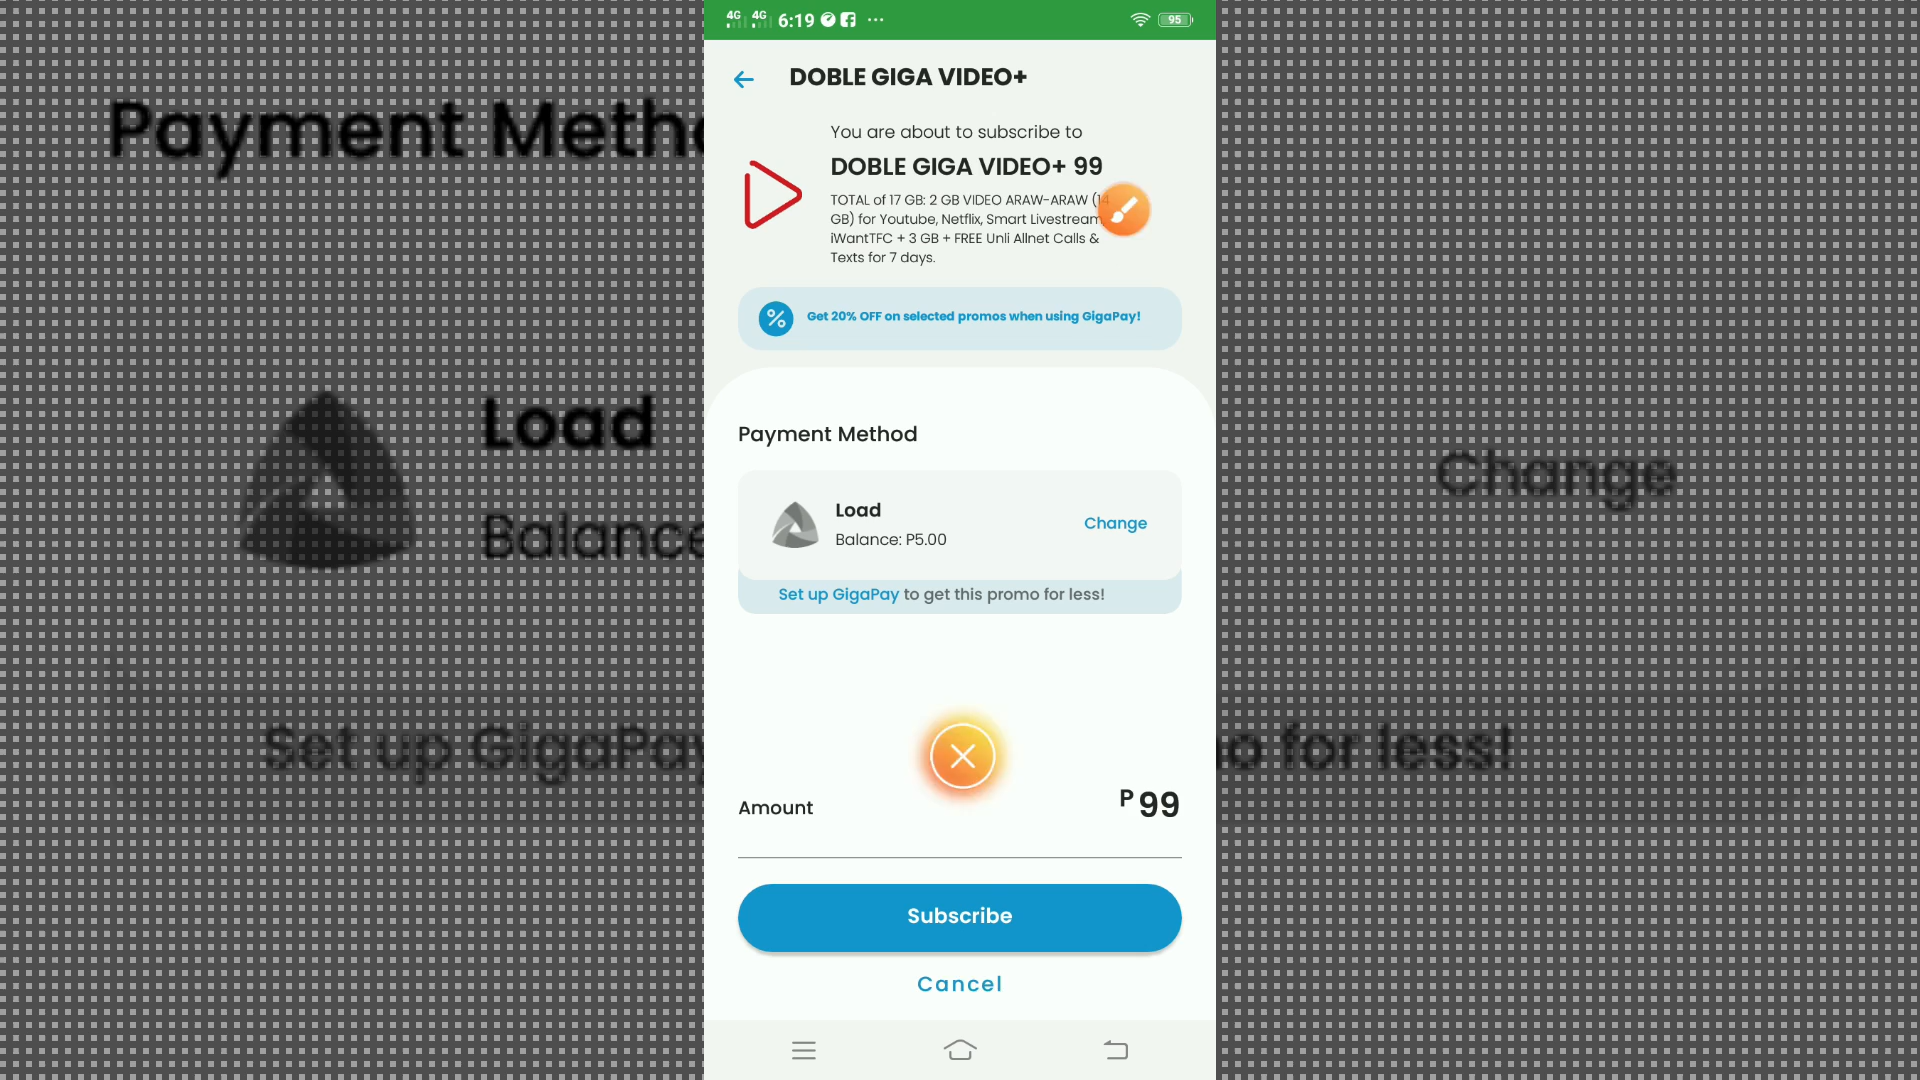 4G 4G 6:19 95
DOBLE GIGA VIDEO+
You are about to subscribe to
DOBLE GIGA VIDEO+ 99
TOTAL of 17 GB: 2 GB VIDEO ARAW-ARAW (14
GB) for Youtube, Netflix, Smart Livestream,
iWantTFC + 3 GB + FREE Unli Allnet Calls &
Texts for 7 days.
Get 20% OFF on selected promos when using GigaPay!
Payment Method
Load
Balance: P5.00
Change
Set up GigaPay to get this promo for less!
Amount
P99
Subscribe
Cancel
Payment Metho
Load
Balance
Change
Set up GigaPay
o for less!